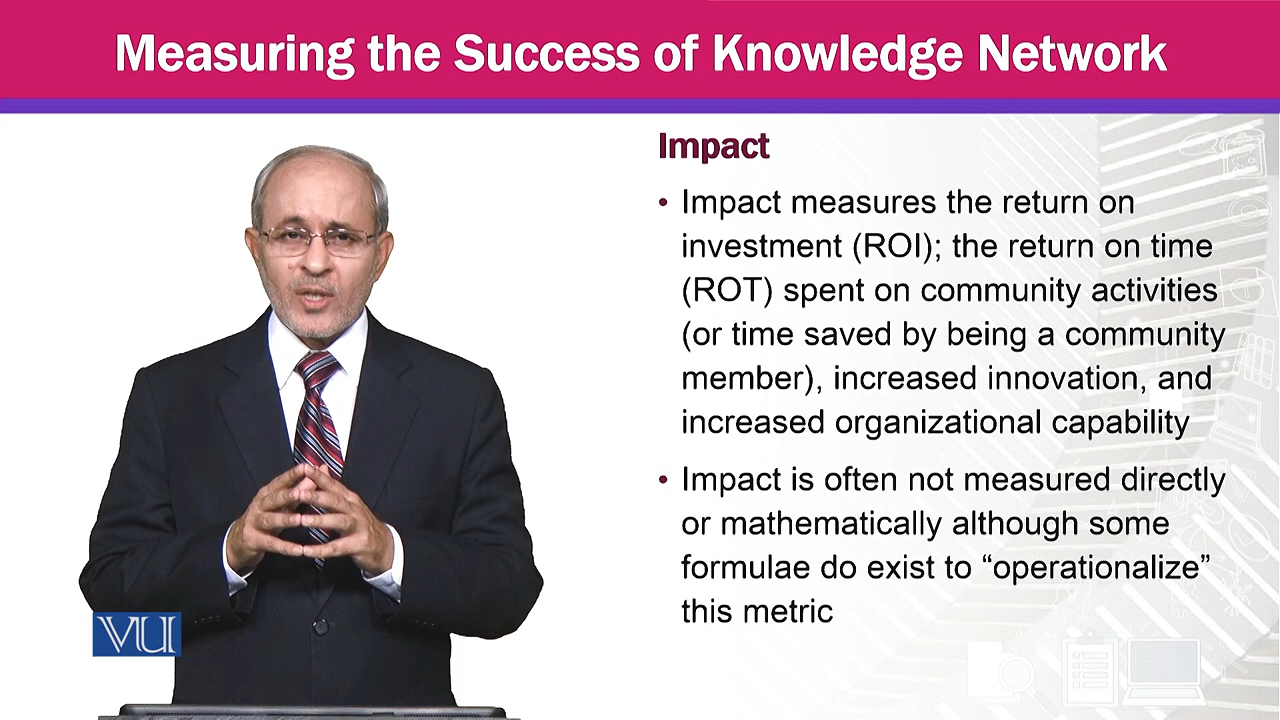 Measuring the Success of Knowledge Network
Impact
• Impact measures the return on
investment (ROI); the return on time
(ROT) spent on community activities
(or time saved by being a community
member), increased innovation, and
increased organizational capability
• Impact is often not measured directly
or mathematically although some
formulae do exist to “operationalize”
this metric
VU